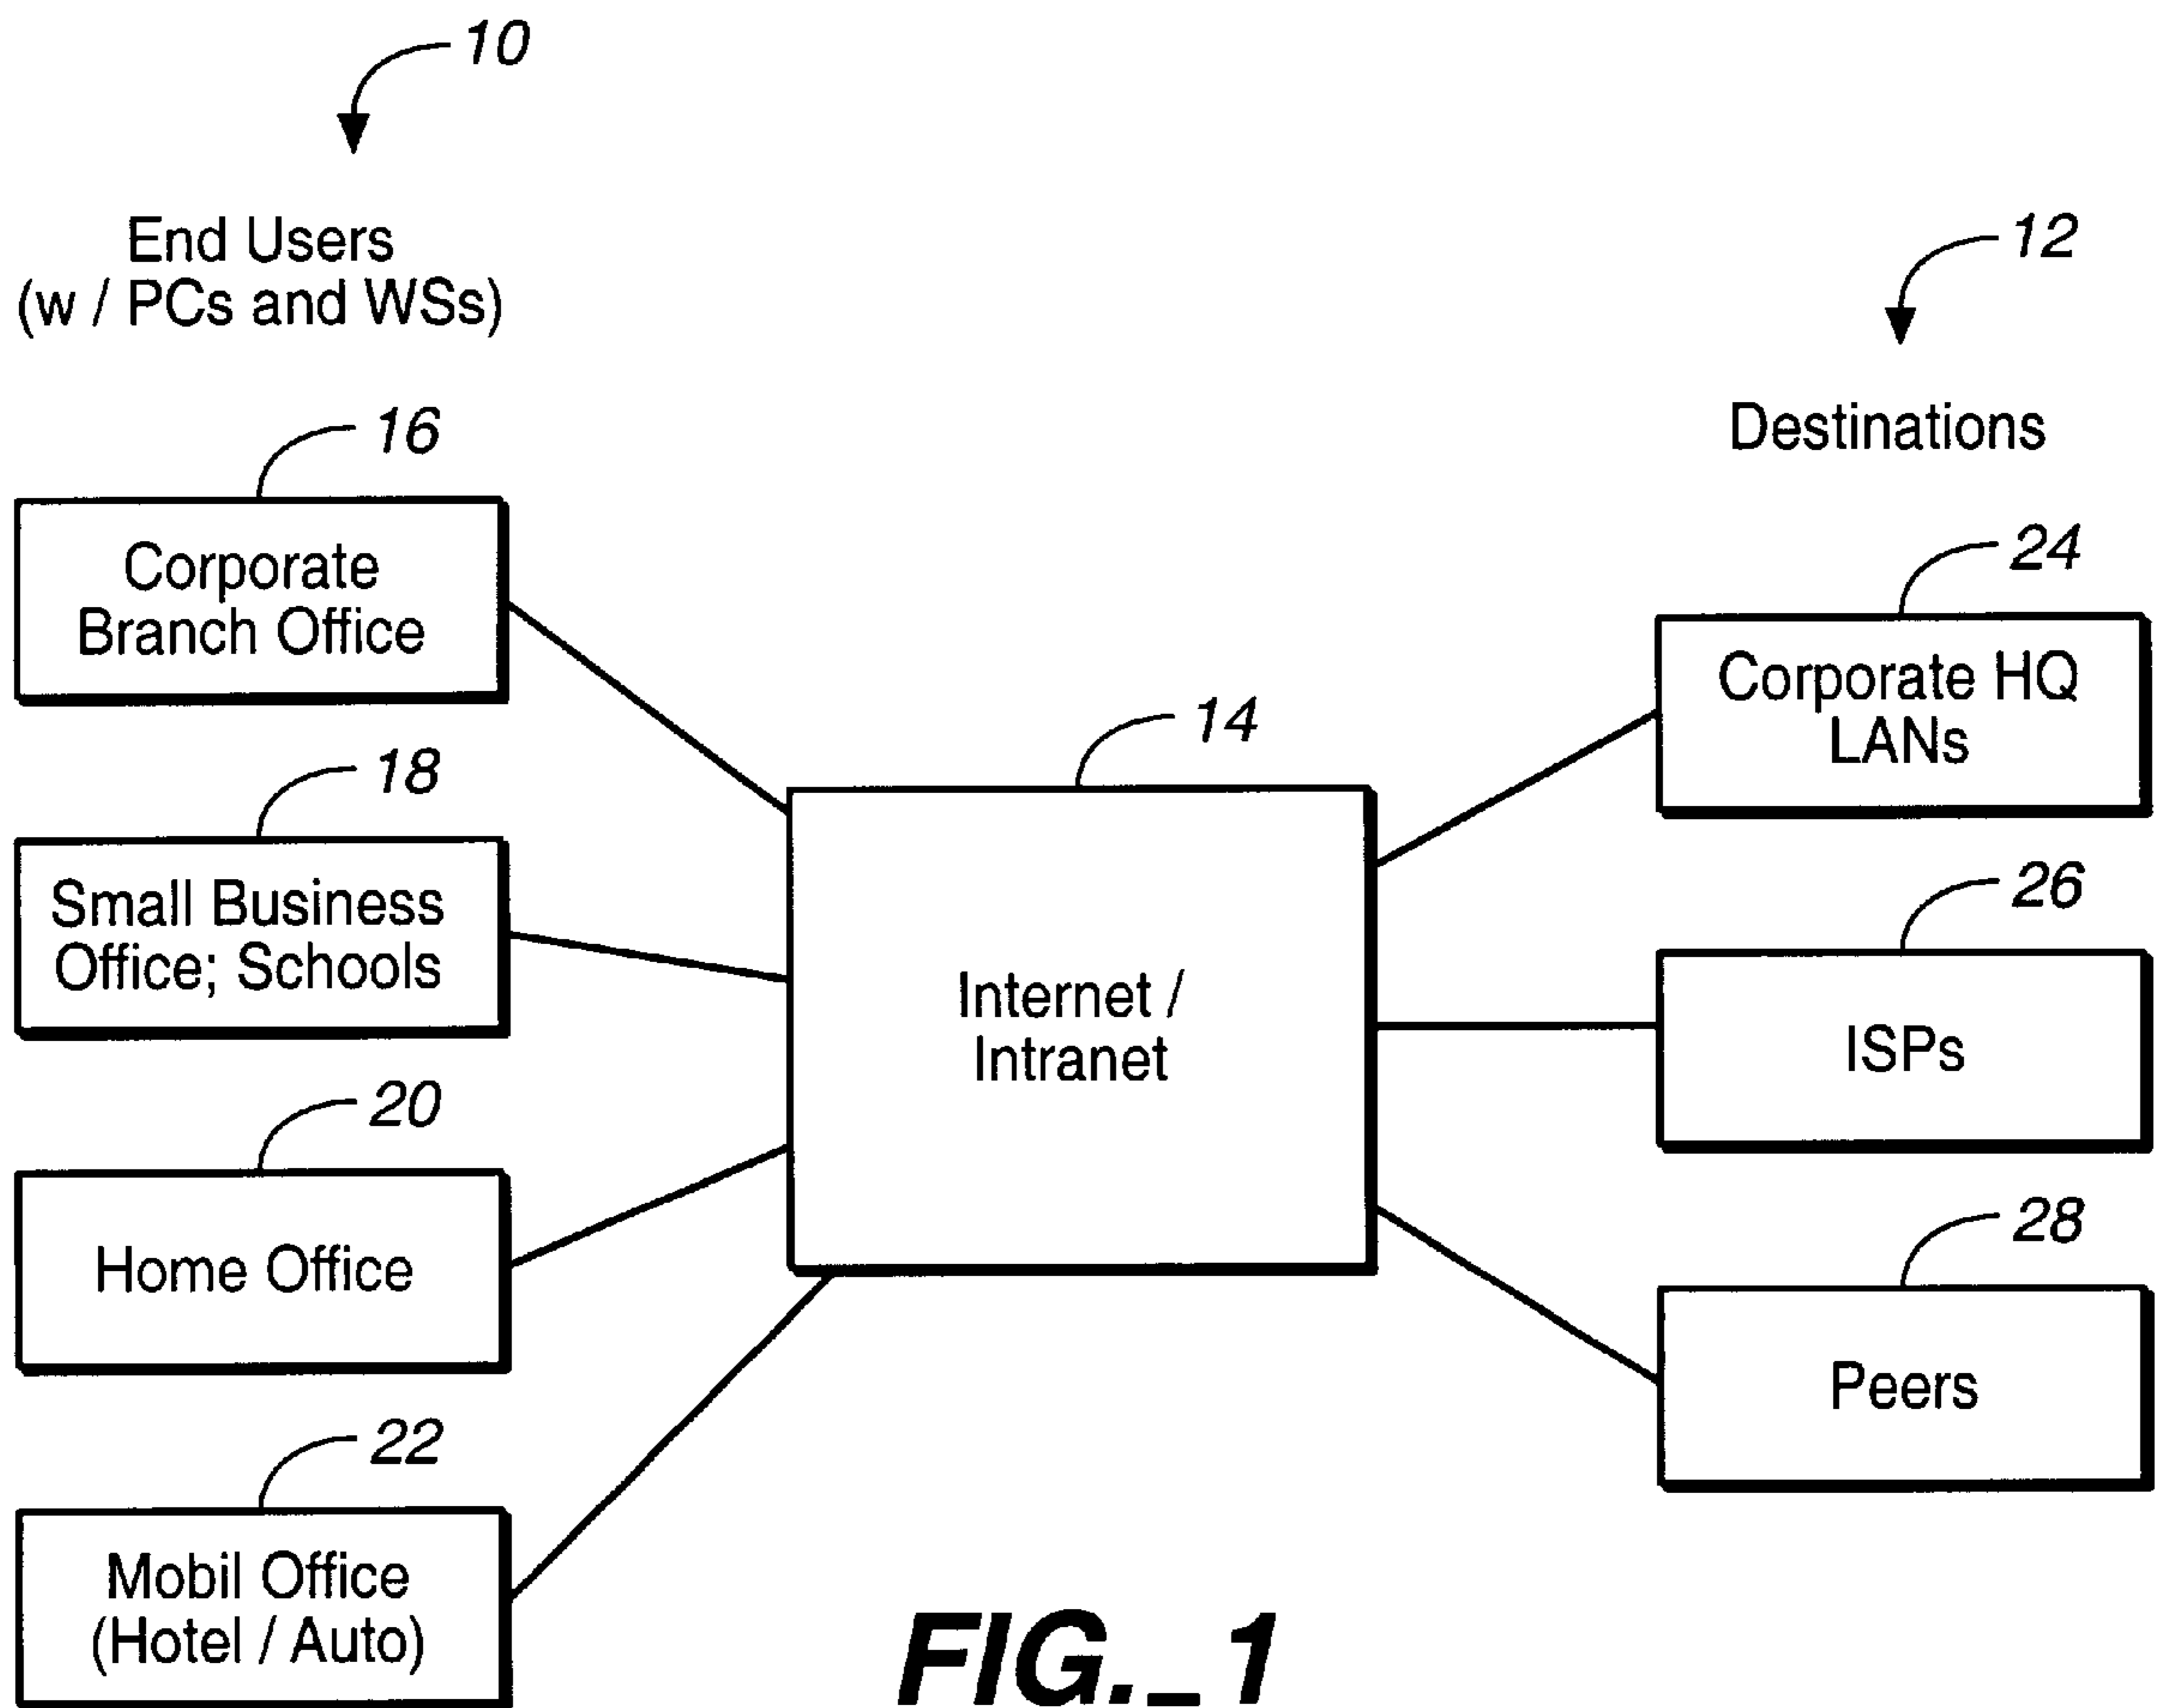 10
End Users
(w / PCs and WSs)
12
Destinations
16
Corporate
Branch Office
18
Small Business
Office; Schools
20
Home Office
22
Mobil Office
(Hotel / Auto)
14
Internet /
Intranet
24
Corporate HQ
LANs
26
ISPs
28
Peers
FIG._1